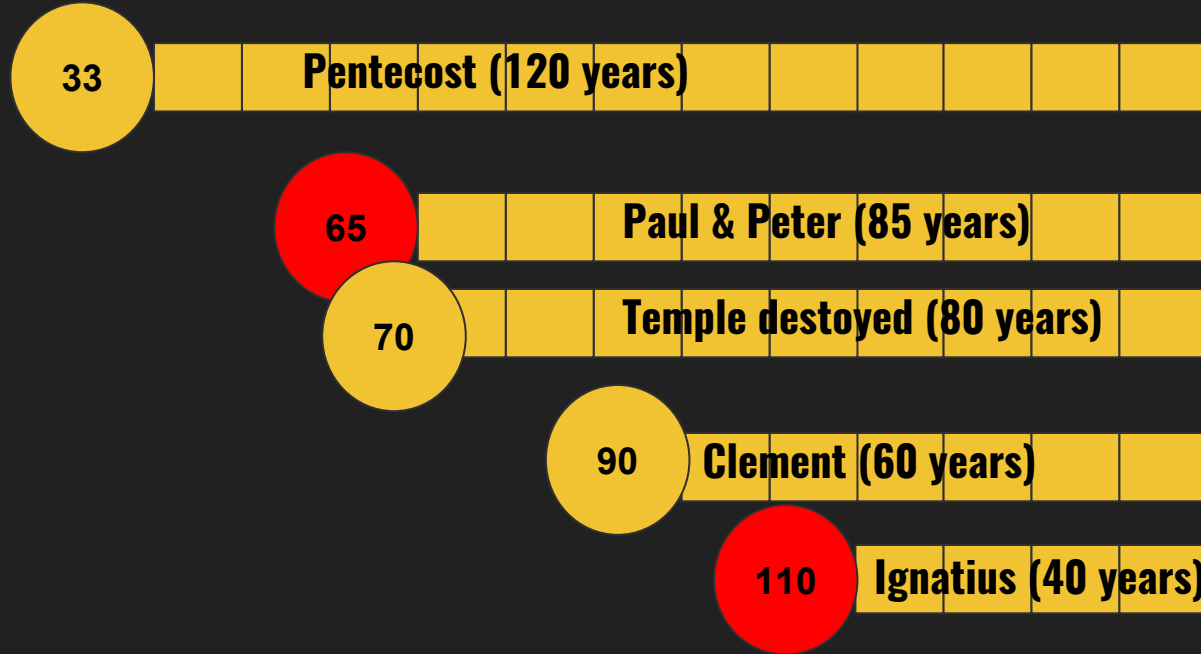 33
Pentecost (120 years)
65
Paul & Peter (85 years)
70
Temple destoyed (80 years)
90
Clement (60 years)
110
Ignatius (40 years)